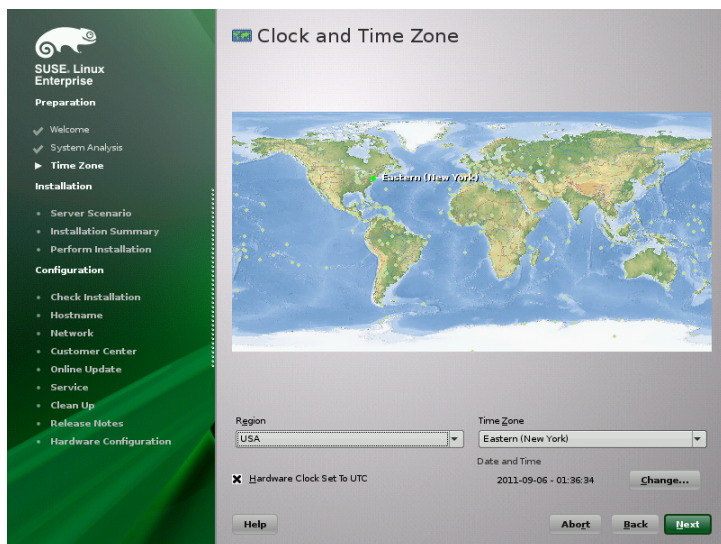 SUSE. Linux
Enterprise
Preparation
Welcome
System Analysis
Time Zone
Installation
Server Scenario
Installation Summary
Perform Installation
Configuration
Check Installation
Hostname
Network
Customer Center
Online Update
Service
Clean Up
Release Notes
Hardware Configuration
Clock and Time Zone
Eastern (New York)
Region
USA
Time Zone
Eastern (New York)
Hardware Clock Set To UTC
Date and Time
2011-09-06 - 01:36:34
Change...
Help
Abort
Back
Next